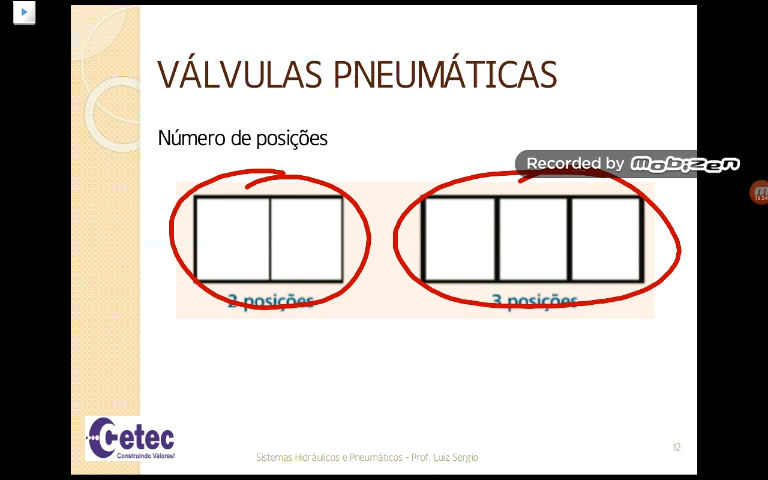 VÁLVULAS PNEUMÁTICAS
Número de posições
Recorded by mobizen
2 posições
3 posições
Cetec
Construindo Valores!
Sistemas Hidráulicos e Pneumáticos - Prof. Luiz Sergio
12